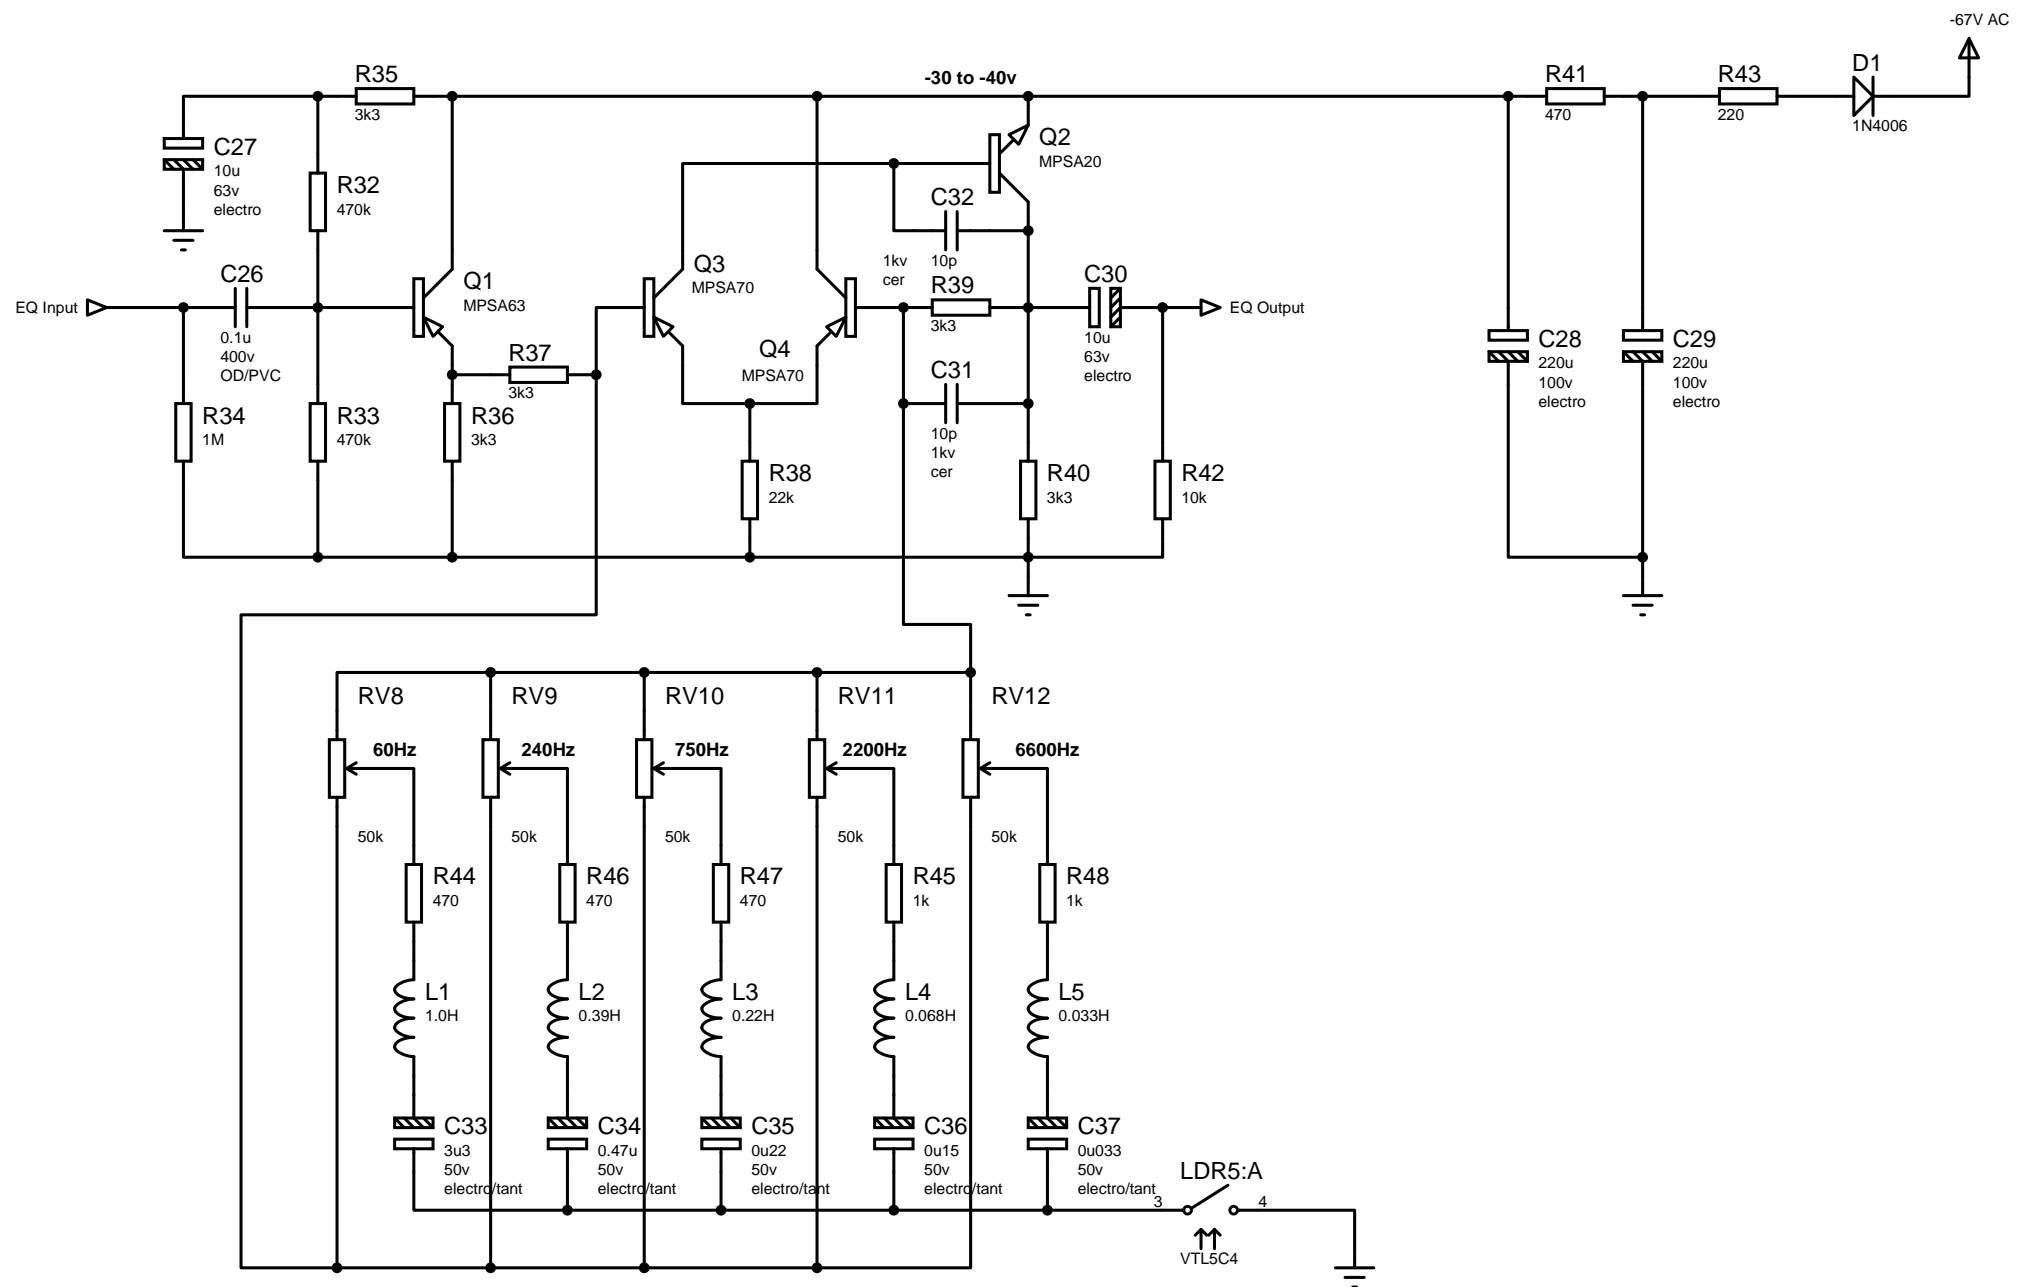 -67V AC
R35
3k3
-30 to -40v
R41
470
R43
220
D1
1N4006
C27
10u
63v
electro
R32
470k
Q2
MPSA20
C32
10p
1kv
cer
C26
0.1u
400v
OD/PVC
EQ Input
Q1
MPSA63
Q3
MPSA70
Q4
MPSA70
R39
3k3
C30
10u
63v
electro
EQ Output
C28
220u
100v
electro
C29
220u
100v
electro
R37
3k3
C31
10p
1kv
cer
R34
1M
R33
470k
R36
3k3
R38
22k
R40
3k3
R42
10k
RV8
RV9
RV10
RV11
RV12
60Hz
240Hz
750Hz
2200Hz
6600Hz
50k
50k
50k
50k
50k
R44
470
R46
470
R47
470
R45
1k
R48
1k
L1
1.0H
L2
0.39H
L3
0.22H
L4
0.068H
L5
0.033H
C33
3u3
50v
electro/tant
C34
0.47u
50v
electro/tant
C35
0u22
50v
electro/tant
C36
0u15
50v
electro/tant
C37
0u033
50v
electro/tant
LDR5:A
3
4
VTL5C4